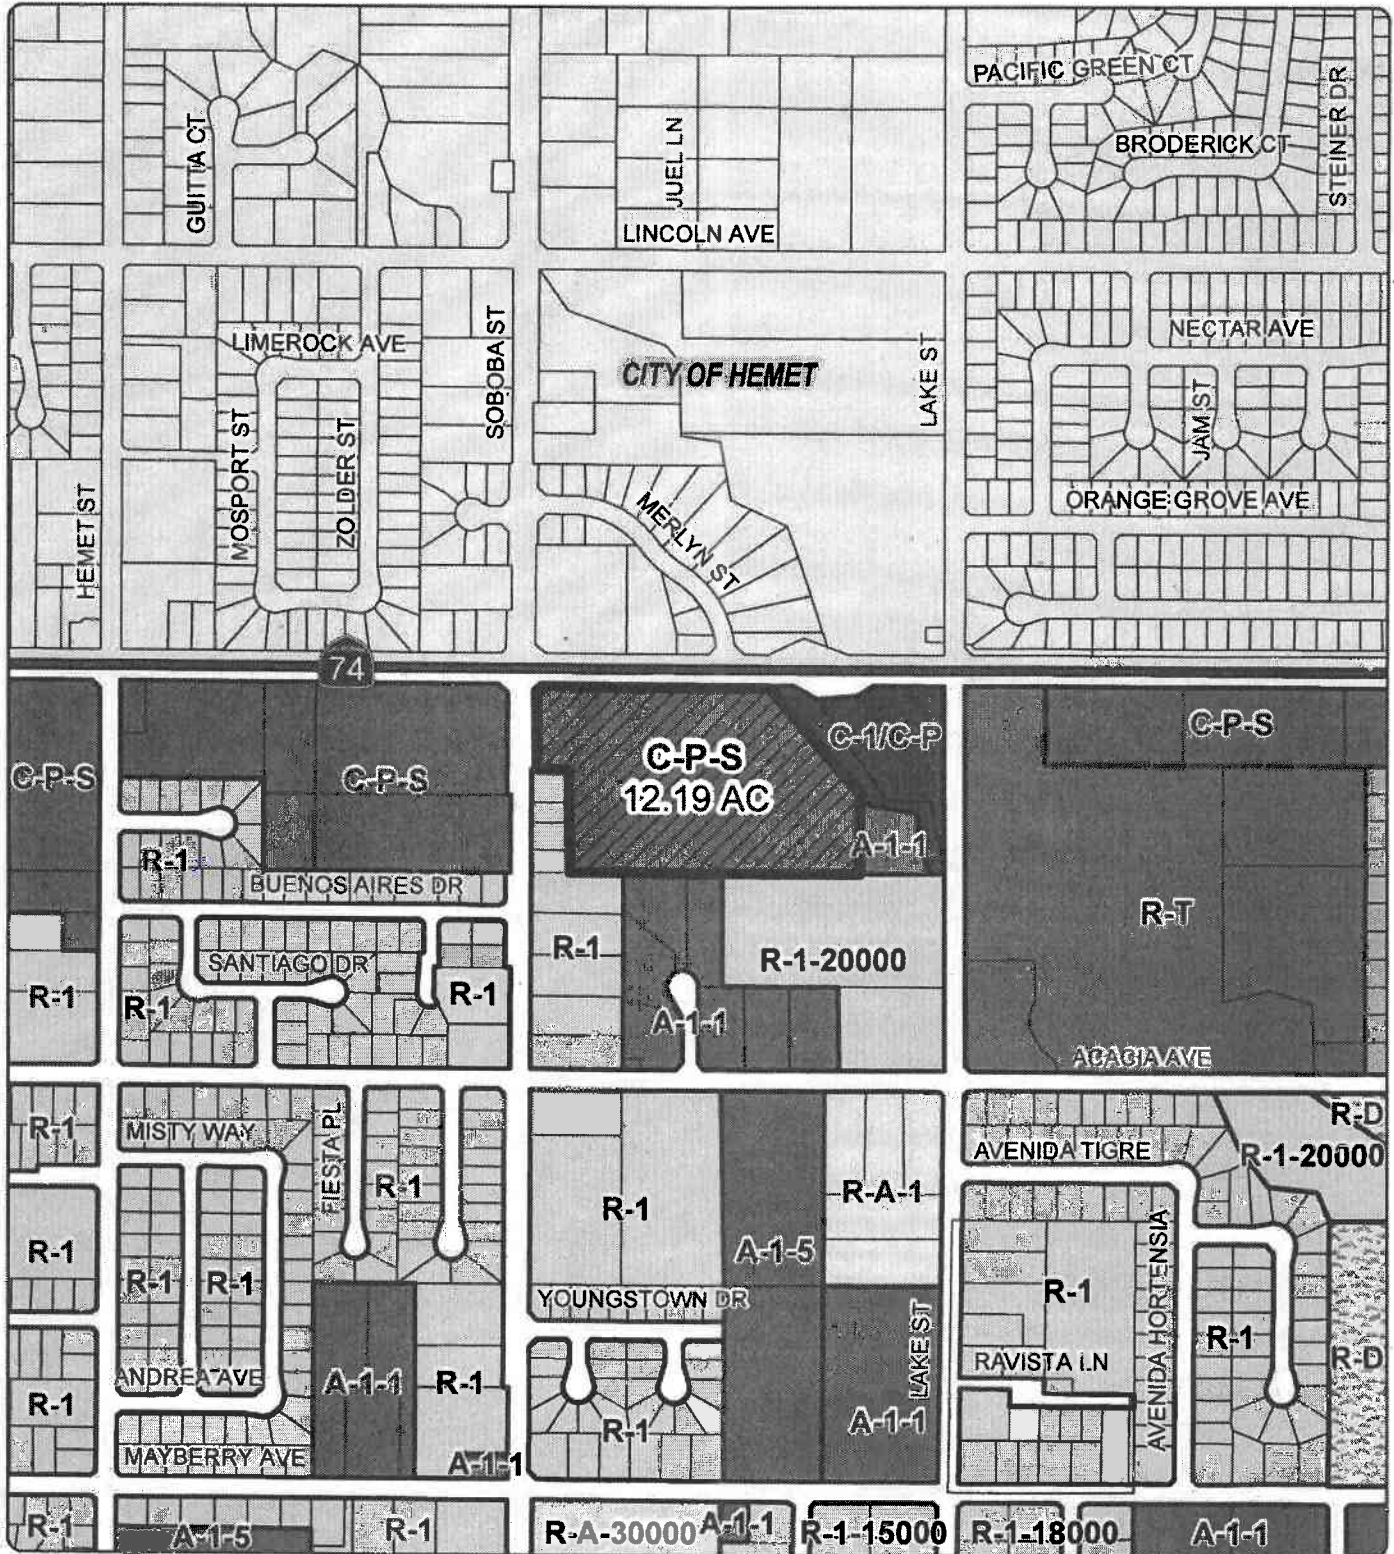 PACIFIC GREEN CT
GUITTA CT
JUEL LN
BRODERICK CT
STEINER DR
LINCOLN AVE
LIMEROCK AVE
SOBOBA ST
CITY OF HEMET
LAKE ST
NECTAR AVE
MOSPORT ST
ZOLDER ST
JAM ST
HEMET ST
MERLYN ST
ORANGE GROVE AVE
74
C-P-S
C-P-S
C-P-S
12.19 AC
C-1/C-P
C-P-S
R-1
A-1-1
BUENOS AIRES DR
R-T
SANTIAGO DR
R-1
R-1-20000
R-1
R-1
R-1
A-1-1
ACACIA AVE
R-1
MISTY WAY
FIESTA PL
R-D
AVENIDA TIGRE
R-1-20000
R-1
R-A-1
R-1
R-1
A-1-5
R-1
R-1
R-1
YOUNGSTOWN DR
AVENIDA HORTENSIA
R-1
LAKE ST
RAVISTA LN
R-D
ANDREA AVE
A-1-1
R-1
R-1
R-1
A-1-1
MAYBERRY AVE
A-1-1
R-1
A-1-5
R-1
R-A-30000
A-1-1
R-1-15000
R-1-18000
A-1-1